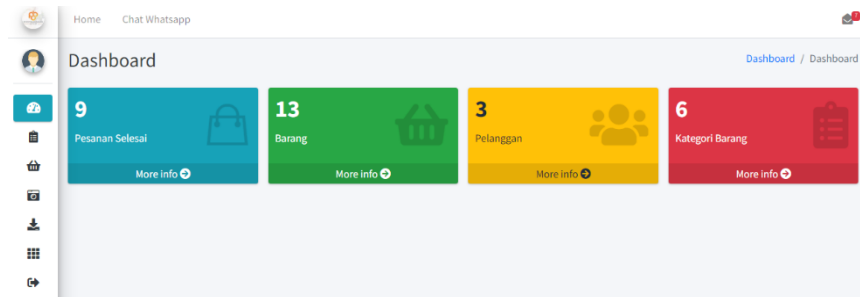 Home Chat Whatsapp
7
Dashboard
Dashboard / Dashboard
9
Pesanan Selesai
More info
13
Barang
More info
3
Pelanggan
More info
6
Kategori Barang
More info